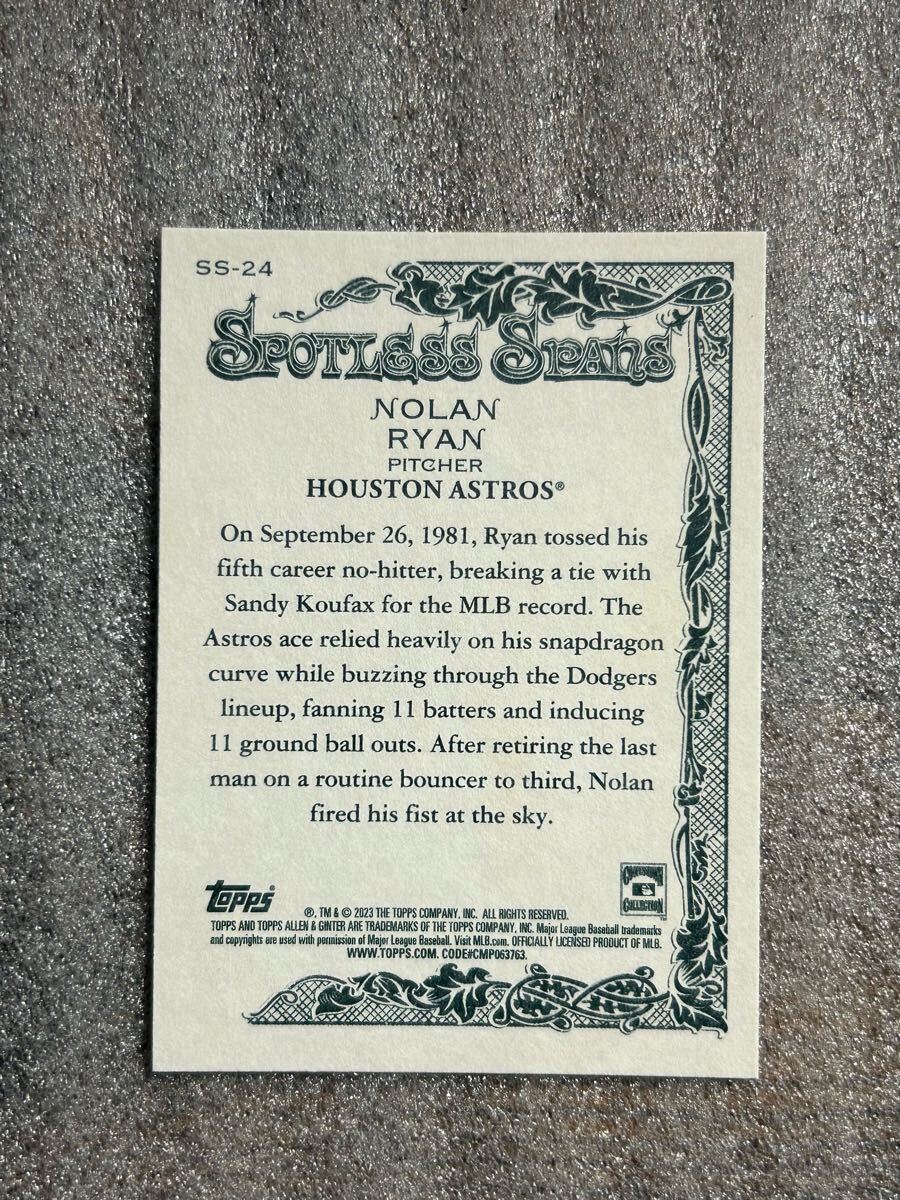 SS-24
SPOTLESS SPANS
NOLAN
RYAN
PITCHER
HOUSTON ASTROS®
On September 26, 1981, Ryan tossed his
fifth career no-hitter, breaking a tie with
Sandy Koufax for the MLB record. The
Astros ace relied heavily on his snapdragon
curve while buzzing through the Dodgers
lineup, fanning 11 batters and inducing
11 ground ball outs. After retiring the last
man on a routine bouncer to third, Nolan
fired his fist at the sky.
topps
COOPERSTOWN
COLLECTION
™
®, TM & © 2023 THE TOPPS COMPANY, INC. ALL RIGHTS RESERVED.
TOPPS AND TOPPS ALLEN & GINTER ARE TRADEMARKS OF THE TOPPS COMPANY, INC. Major League Baseball trademarks
and copyrights are used with permission of Major League Baseball. Visit MLB.com. OFFICIALLY LICENSED PRODUCT OF MLB.
WWW.TOPPS.COM. CODE#CMP063763.